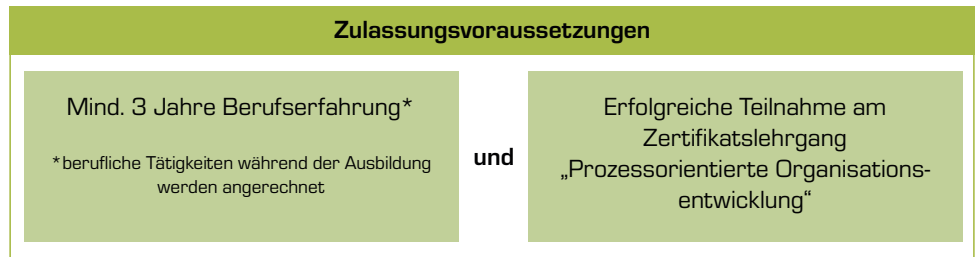 Zulassungsvoraussetzungen
Mind. 3 Jahre Berufserfahrung*
*berufliche Tätigkeiten während der Ausbildung
werden angerechnet
und
Erfolgreiche Teilnahme am
Zertifikatslehrgang
„Prozessorientierte Organisations-
entwicklung“